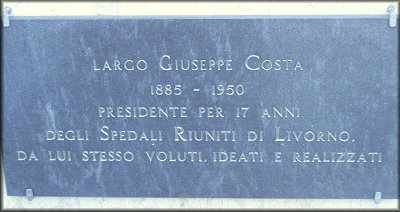 LARGO GIUSEPPE COSTA
1885 - 1950
PRESIDENTE PER 17 ANNI
DEGLI SPEDALI RIUNITI DI LIVORNO,
DA LUI STESSO VOLUTI, IDEATI E REALIZZATI